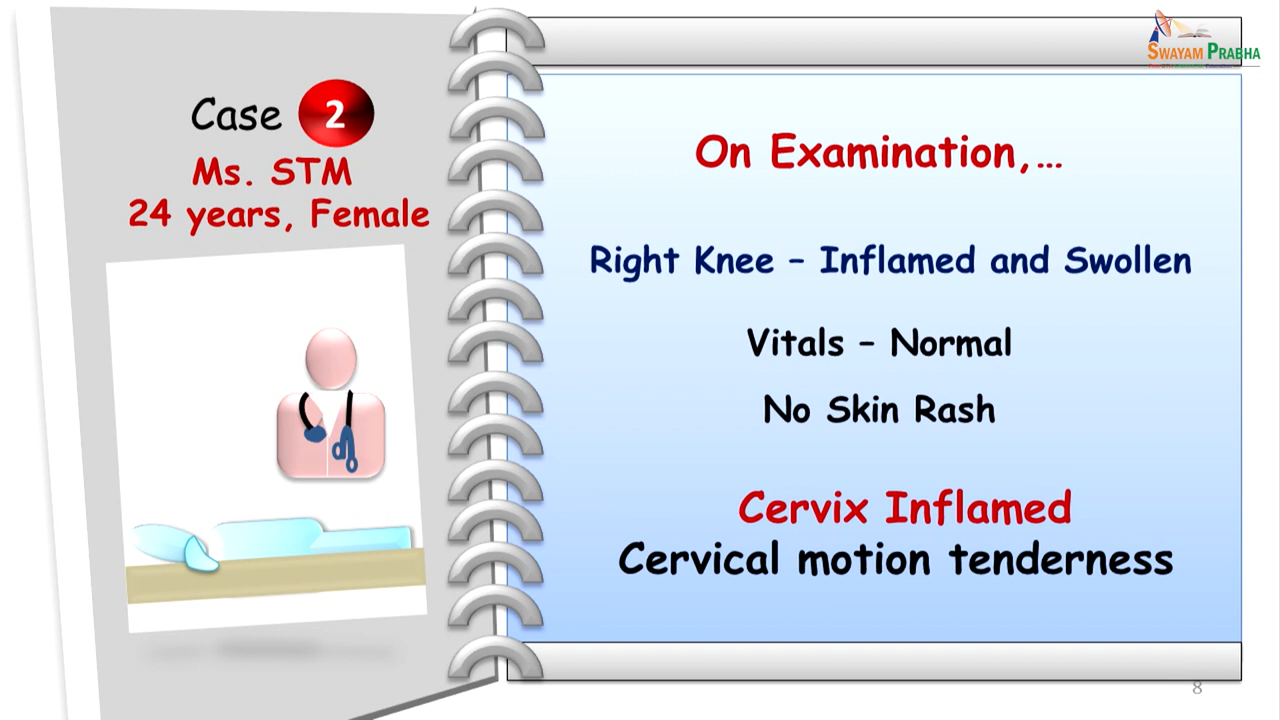 Case 2
Ms. STM
24 years, Female
SWAYAM PRABHA
On Examination,...
Right Knee – Inflamed and Swollen
Vitals – Normal
No Skin Rash
Cervix Inflamed
Cervical motion tenderness
8